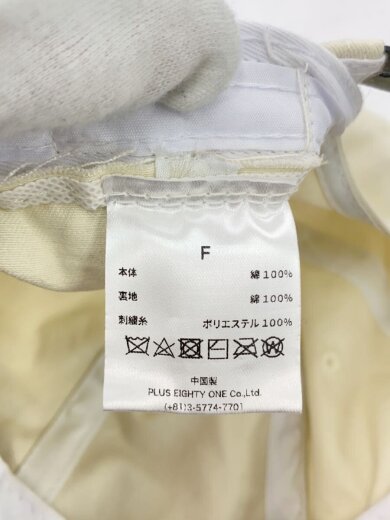 F
本体 綿 100%
裏地 綿 100%
刺繍糸 ポリエステル 100%
中国製
PLUS EIGHTY ONE Co.,Ltd.
(+81)3-5774-7701